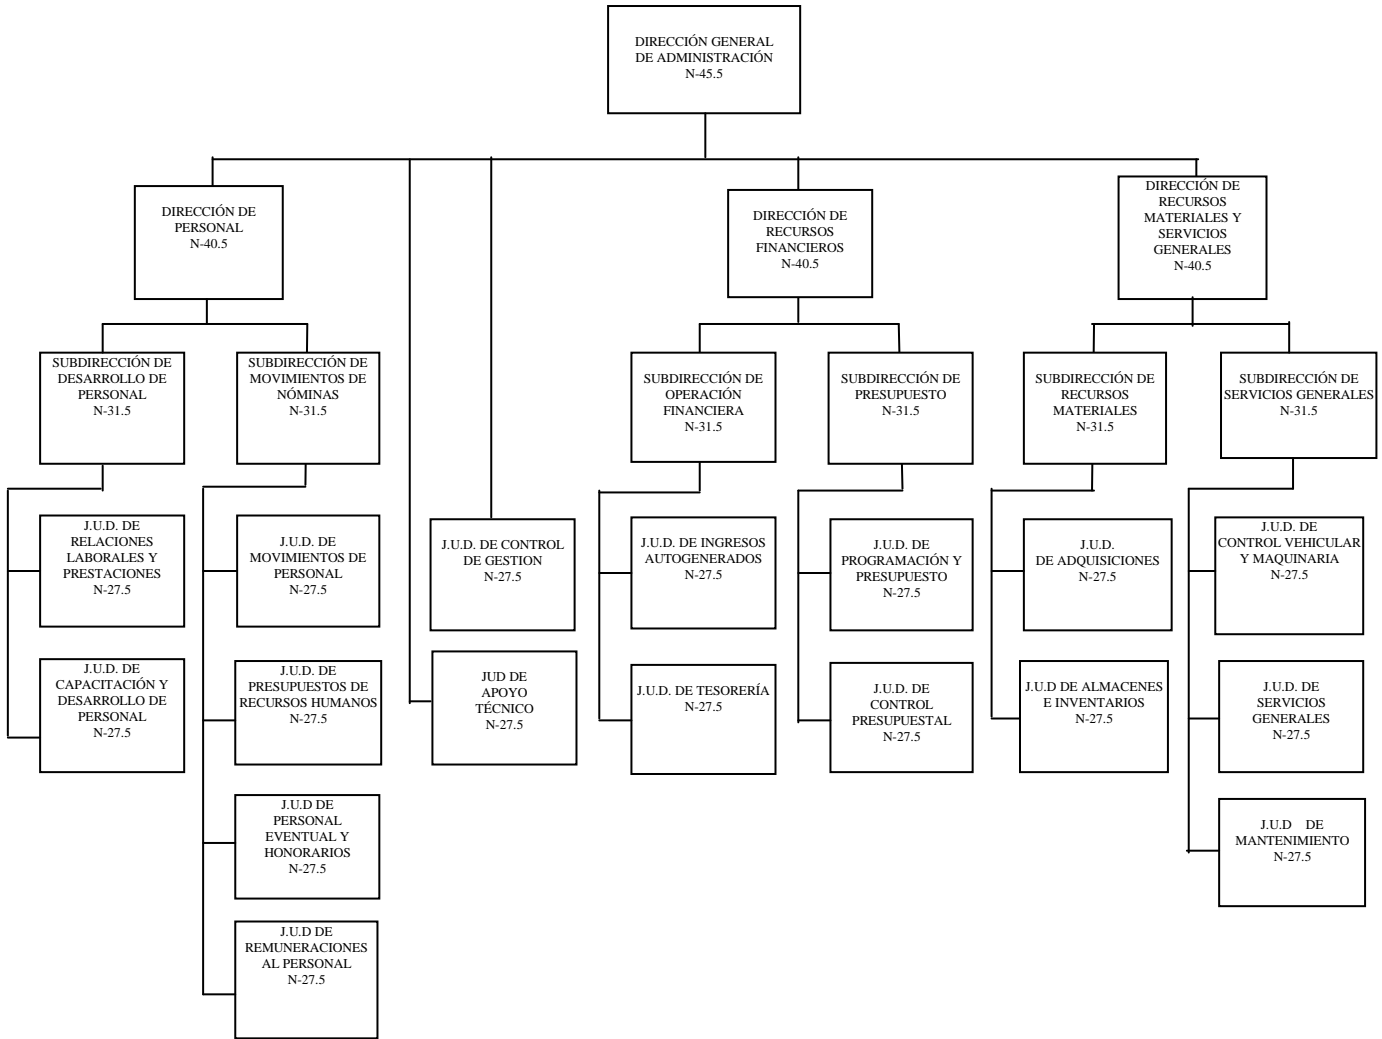 DIRECCIÓN GENERAL
DE ADMINISTRACIÓN
N-45.5
DIRECCIÓN DE
PERSONAL
N-40.5
DIRECCIÓN DE
RECURSOS
FINANCIEROS
N-40.5
DIRECCIÓN DE
RECURSOS
MATERIALES Y
SERVICIOS
GENERALES
N-40.5
SUBDIRECCIÓN DE
DESARROLLO DE
PERSONAL
N-31.5
SUBDIRECCIÓN DE
MOVIMIENTOS DE
NÓMINAS
N-31.5
SUBDIRECCIÓN DE
OPERACIÓN
FINANCIERA
N-31.5
SUBDIRECCIÓN DE
PRESUPUESTO
N-31.5
SUBDIRECCIÓN DE
RECURSOS
MATERIALES
N-31.5
SUBDIRECCIÓN DE
SERVICIOS GENERALES
N-31.5
J.U.D. DE
RELACIONES
LABORALES Y
PRESTACIONES
N-27.5
J.U.D. DE
MOVIMIENTOS DE
PERSONAL
N-27.5
J.U.D. DE CONTROL
DE GESTION
N-27.5
J.U.D. DE INGRESOS
AUTOGENERADOS
N-27.5
J.U.D. DE
PROGRAMACIÓN Y
PRESUPUESTO
N-27.5
J.U.D.
DE ADQUISICIONES
N-27.5
J.U.D. DE
CONTROL VEHICULAR
Y MAQUINARIA
N-27.5
J.U.D. DE
CAPACITACIÓN Y
DESARROLLO DE
PERSONAL
N-27.5
J.U.D. DE
PRESUPUESTOS DE
RECURSOS HUMANOS
N-27.5
JUD DE
APOYO
TÉCNICO
N-27.5
J.U.D. DE TESORERÍA
N-27.5
J.U.D. DE
CONTROL
PRESUPUESTAL
N-27.5
J.U.D DE ALMACENES
E INVENTARIOS
N-27.5
J.U.D. DE
SERVICIOS
GENERALES
N-27.5
J.U.D DE
PERSONAL
EVENTUAL Y
HONORARIOS
N-27.5
J.U.D DE
MANTENIMIENTO
N-27.5
J.U.D DE
REMUNERACIONES
AL PERSONAL
N-27.5